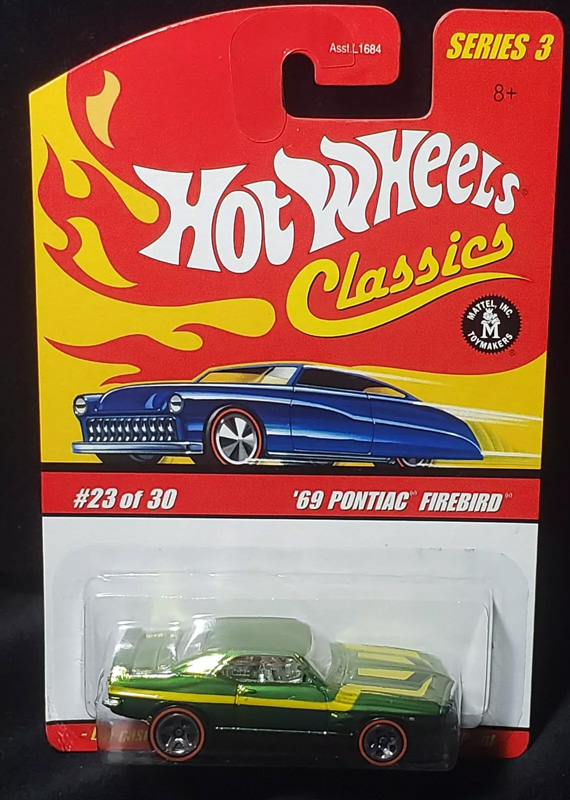 Asst.L1684
SERIES 3
8+
Hot Wheels
Classics
MATTEL, INC.
M
TOYMAKERS
#23 of 30
'69 PONTIAC FIREBIRD